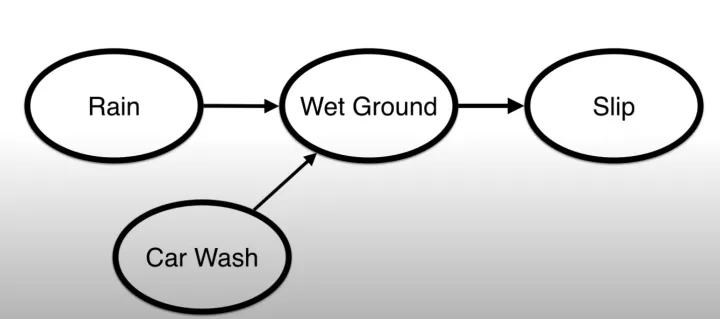 Rain
Wet Ground
Slip
Car Wash